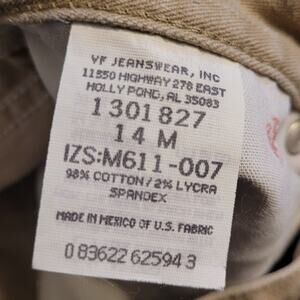 VF JEANSWEAR, INC
11550 HIGHWAY 278 EAST
HOLLY POND, AL 35083
1301827
14 M
IZS:M611-007
98% COTTON/2% LYCRA
SPANDEX
MADE IN MEXICO OF U.S. FABRIC
0 83622 62594 3